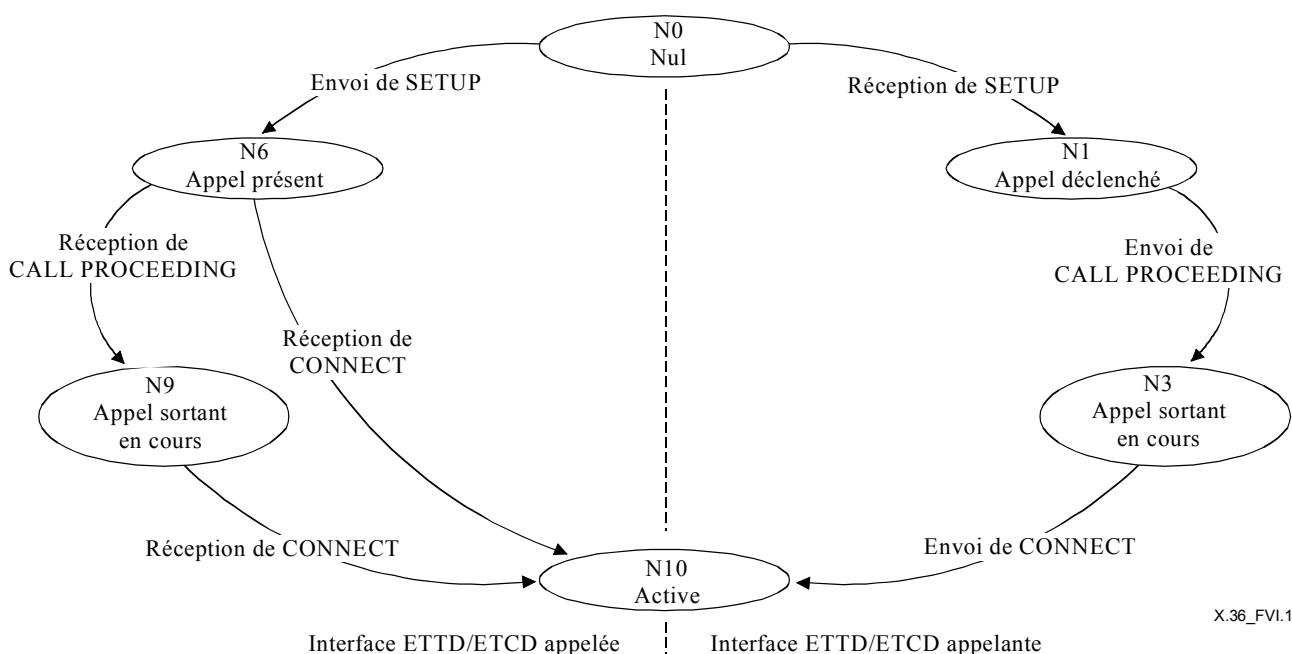 N0
Nul
Envoi de SETUP
Réception de SETUP
N6
Appel présent
N1
Appel déclenché
Réception de
CALL PROCEEDING
Envoi de
CALL PROCEEDING
Réception de
CONNECT
N9
Appel sortant
en cours
N3
Appel sortant
en cours
Réception de CONNECT
Envoi de CONNECT
N10
Active
X.36_FVI.1
Interface ETTD/ETCD appelée
Interface ETTD/ETCD appelante